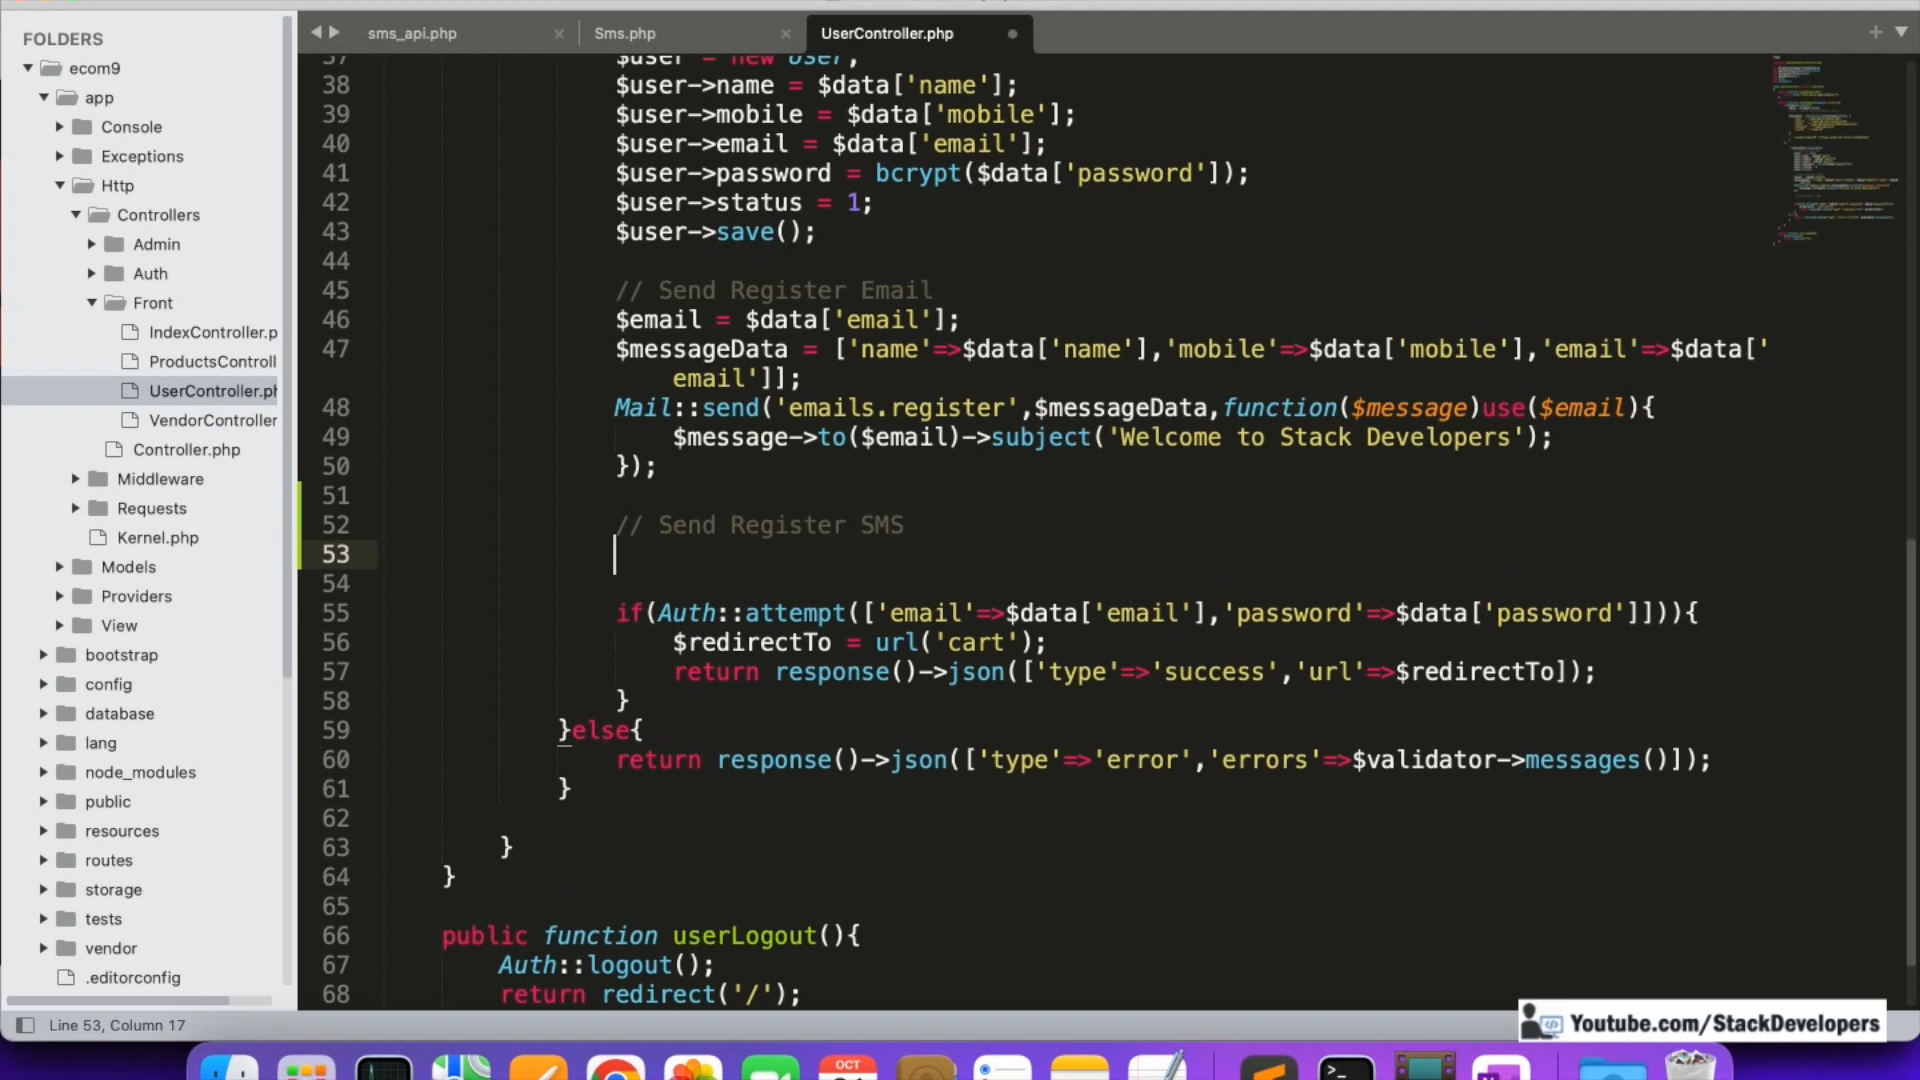 FOLDERS
ecom9
app
Console
Exceptions
Http
Controllers
Admin
Auth
Front
IndexController.p
ProductsControll
UserController.ph
VendorController
Controller.php
Middleware
Requests
Kernel.php
Models
Providers
View
bootstrap
config
database
lang
node_modules
public
resources
routes
storage
tests
vendor
.editorconfig
sms_api.php
Sms.php
UserController.php
37 $user = new User;
38 $user->name = $data['name'];
39 $user->mobile = $data['mobile'];
40 $user->email = $data['email'];
41 $user->password = bcrypt($data['password']);
42 $user->status = 1;
43 $user->save();
44
45 // Send Register Email
46 $email = $data['email'];
47 $messageData = ['name'=>$data['name'],'mobile'=>$data['mobile'],'email'=>$data['
email']];
48 Mail::send('emails.register',$messageData,function($message)use($email){
49 $message->to($email)->subject('Welcome to Stack Developers');
50 });
51
52 // Send Register SMS
53
54
55 if(Auth::attempt(['email'=>$data['email'],'password'=>$data['password']])){
56 $redirectTo = url('cart');
57 return response()->json(['type'=>'success','url'=>$redirectTo]);
58 }
59 }else{
60 return response()->json(['type'=>'error','errors'=>$validator->messages()]);
61 }
62
63 }
64 }
65
66 public function userLogout(){
67 Auth::logout();
68 return redirect('/');
Line 53, Column 17
Youtube.com/StackDevelopers
OCT